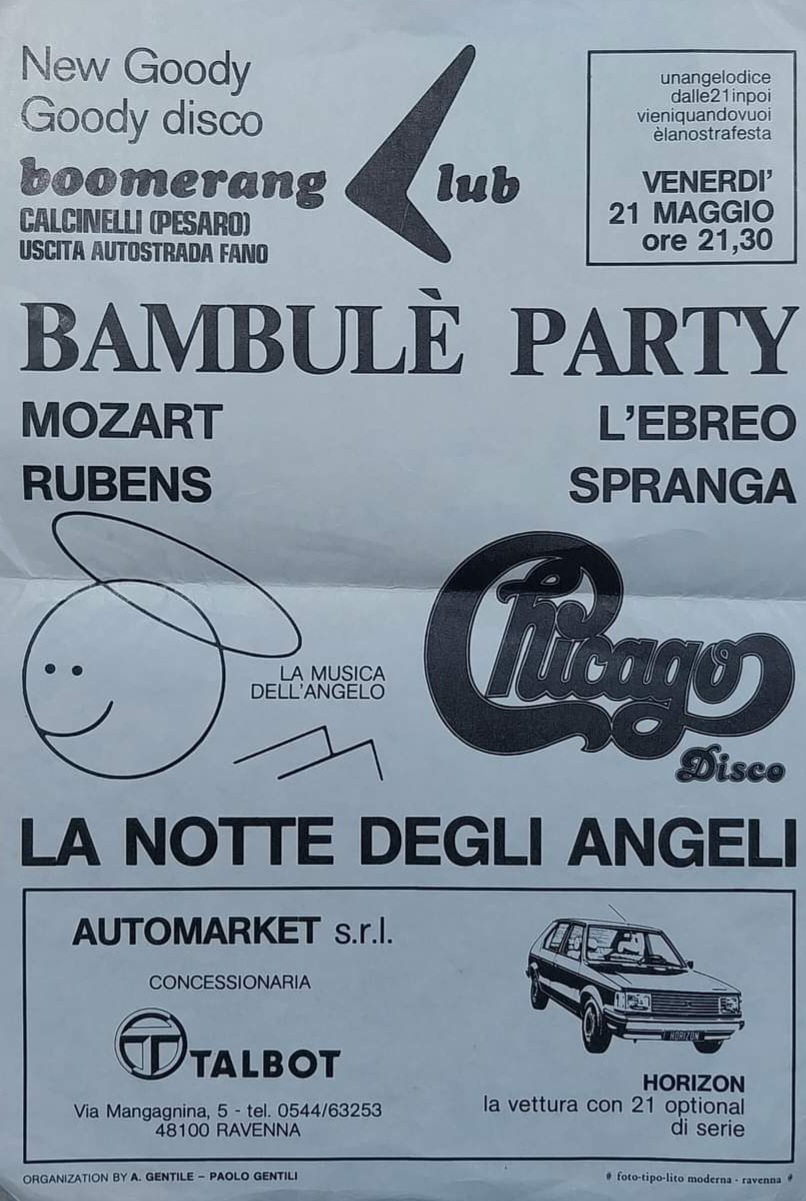 New Goody
Goody disco
boomerang Club
CALCINELLI (PESARO)
USCITA AUTOSTRADA FANO
unangelodice
dalle21inpoi
vieniquandovuoi
èlanostrafesta
VENERDI'
21 MAGGIO
ore 21,30
BAMBULÈ PARTY
MOZART
L'EBREO
RUBENS
SPRANGA
LA MUSICA
DELL'ANGELO
Chicago
Disco
LA NOTTE DEGLI ANGELI
AUTOMARKET s.r.l.
CONCESSIONARIA
TALBOT
Via Mangagnina, 5 - tel. 0544/63253
48100 RAVENNA
HORIZON
HORIZON
la vettura con 21 optional
di serie
ORGANIZATION BY A. GENTILE – PAOLO GENTILI
# foto-tipo-lito moderna - ravenna #